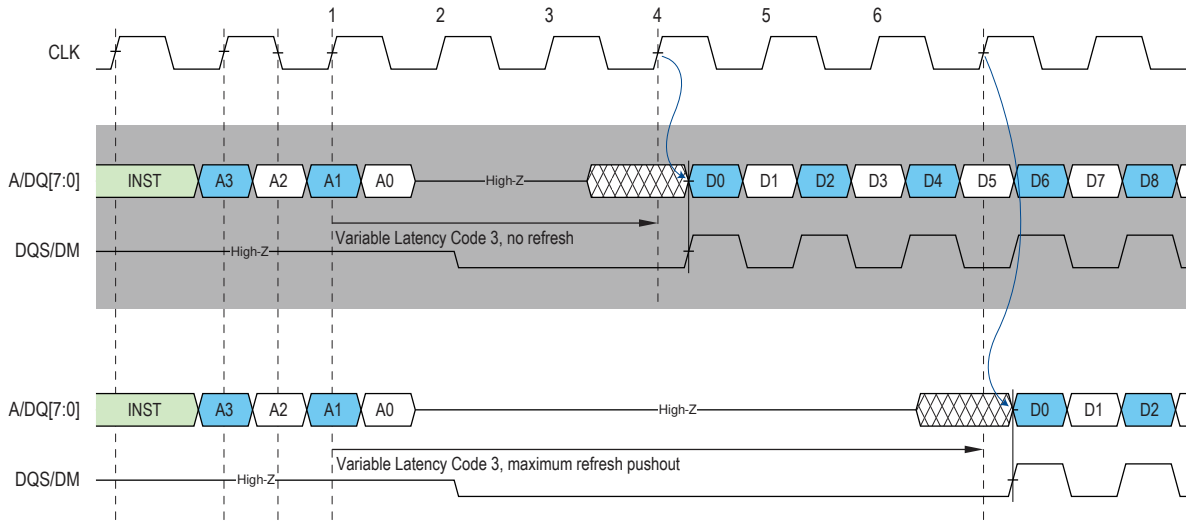 1 2 3 4 5 6
CLK
A/DQ[7:0] INST A3 A2 A1 A0 High-Z D0 D1 D2 D3 D4 D5 D6 D7 D8
Variable Latency Code 3, no refresh
DQS/DM High-Z
A/DQ[7:0] INST A3 A2 A1 A0 High-Z D0 D1 D2
Variable Latency Code 3, maximum refresh pushout
DQS/DM High-Z